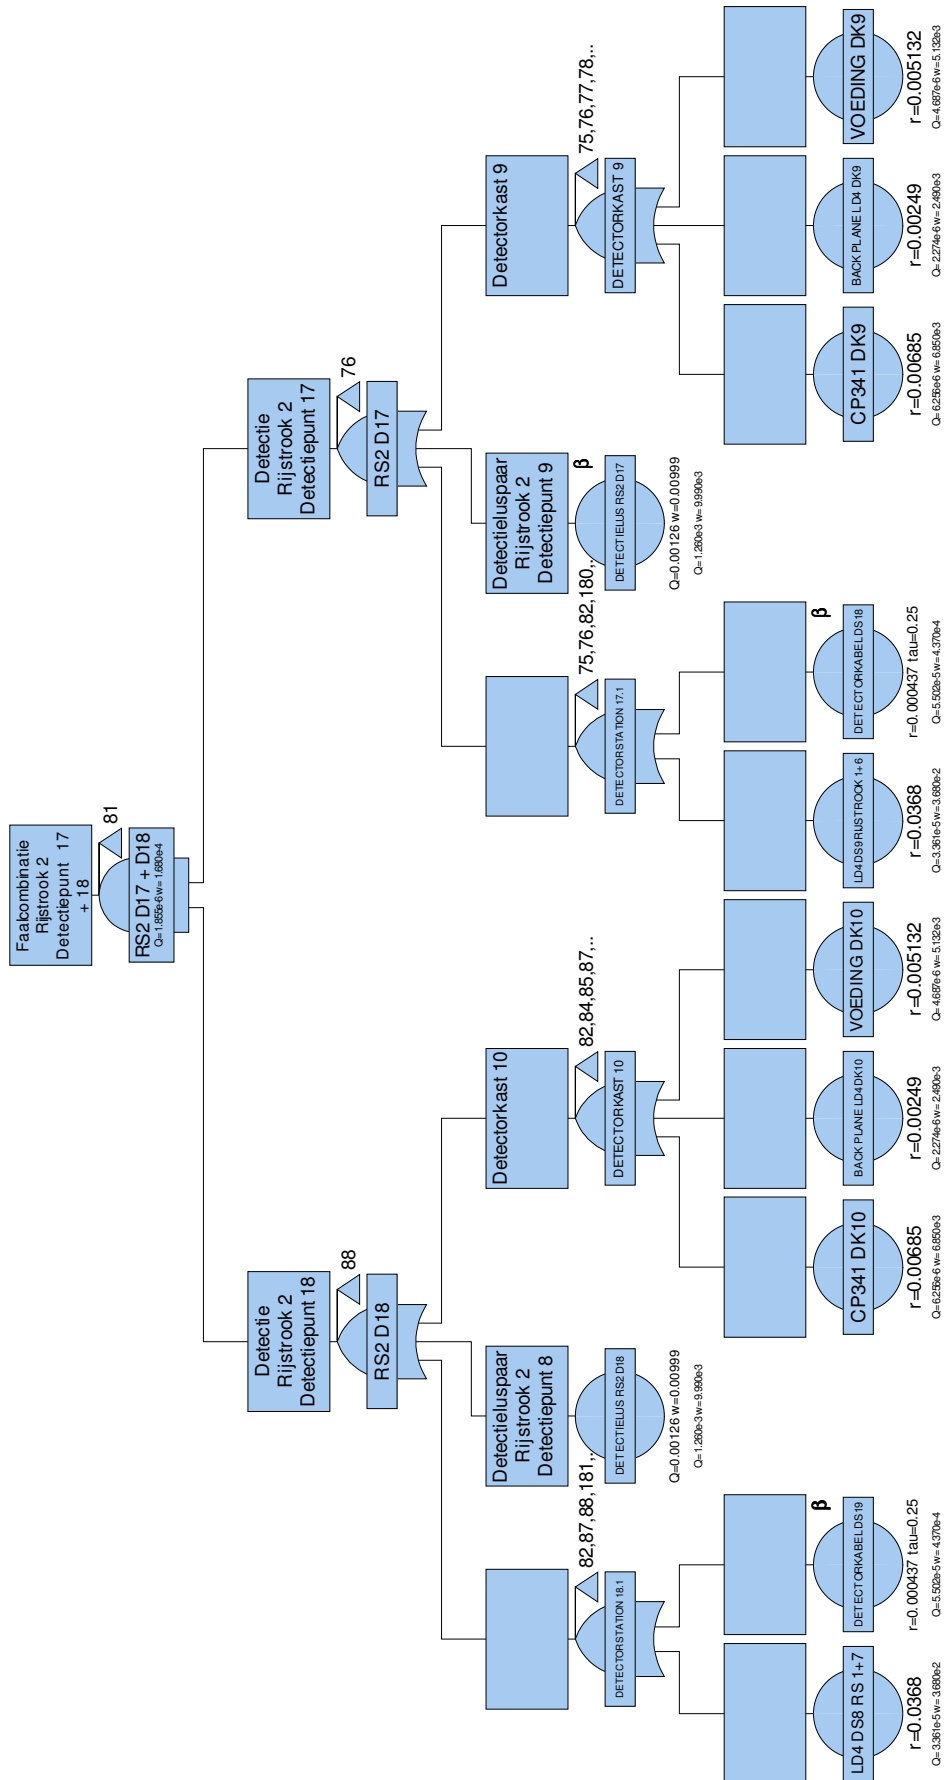 Faalcombinatie
Rijstrook 2
Detectiepunt 17
+ 18
81
RS2 D17 + D18
Q=1.855e-6 w= 1.680e-4
Detectie
Rijstrook 2
Detectiepunt 18
88
RS2 D18
Detectie
Rijstrook 2
Detectiepunt 17
76
RS2 D17
82,87,88,181,..
DETECTORSTATION 18.1
Detectieluspaar
Rijstrook 2
Detectiepunt 8
DETECTIELUS RS2 D18
Q=0.00126 w=0.00999
Q=1.260e-3 w= 9.990e-3
Detectorkast 10
82,84,85,87,..
DETECTORKAST 10
75,76,82,180,..
DETECTORSTATION 17.1
Detectieluspaar
Rijstrook 2
Detectiepunt 9
β
DETECTIELUS RS2 D17
Q=0.00126 w=0.00999
Q=1.260e-3 w= 9.990e-3
Detectorkast 9
75,76,77,78,..
DETECTORKAST 9
LD4 DS8 RS 1+7
r=0.0368
Q=3.361e-5 w= 3.680e-2
β
DETECTORKABEL DS19
r=0.000437 tau=0.25
Q=5.502e-5 w= 4.370e-4
CP341 DK10
r=0.00685
Q=6.256e-6 w= 6.850e-3
BACK PLANE LD4 DK10
r=0.00249
Q=2.274e-6 w= 2.490e-3
VOEDING DK10
r=0.005132
Q=4.687e-6 w= 5.132e-3
LD4 DS9 RIJSTROOK 1+6
r=0.0368
Q=3.361e-5 w= 3.680e-2
β
DETECTORKABEL DS18
r=0.000437 tau=0.25
Q=5.502e-5 w= 4.370e-4
CP341 DK9
r=0.00685
Q=6.256e-6 w= 6.850e-3
BACK PLANE LD4 DK9
r=0.00249
Q=2.274e-6 w= 2.490e-3
VOEDING DK9
r=0.005132
Q=4.687e-6 w= 5.132e-3